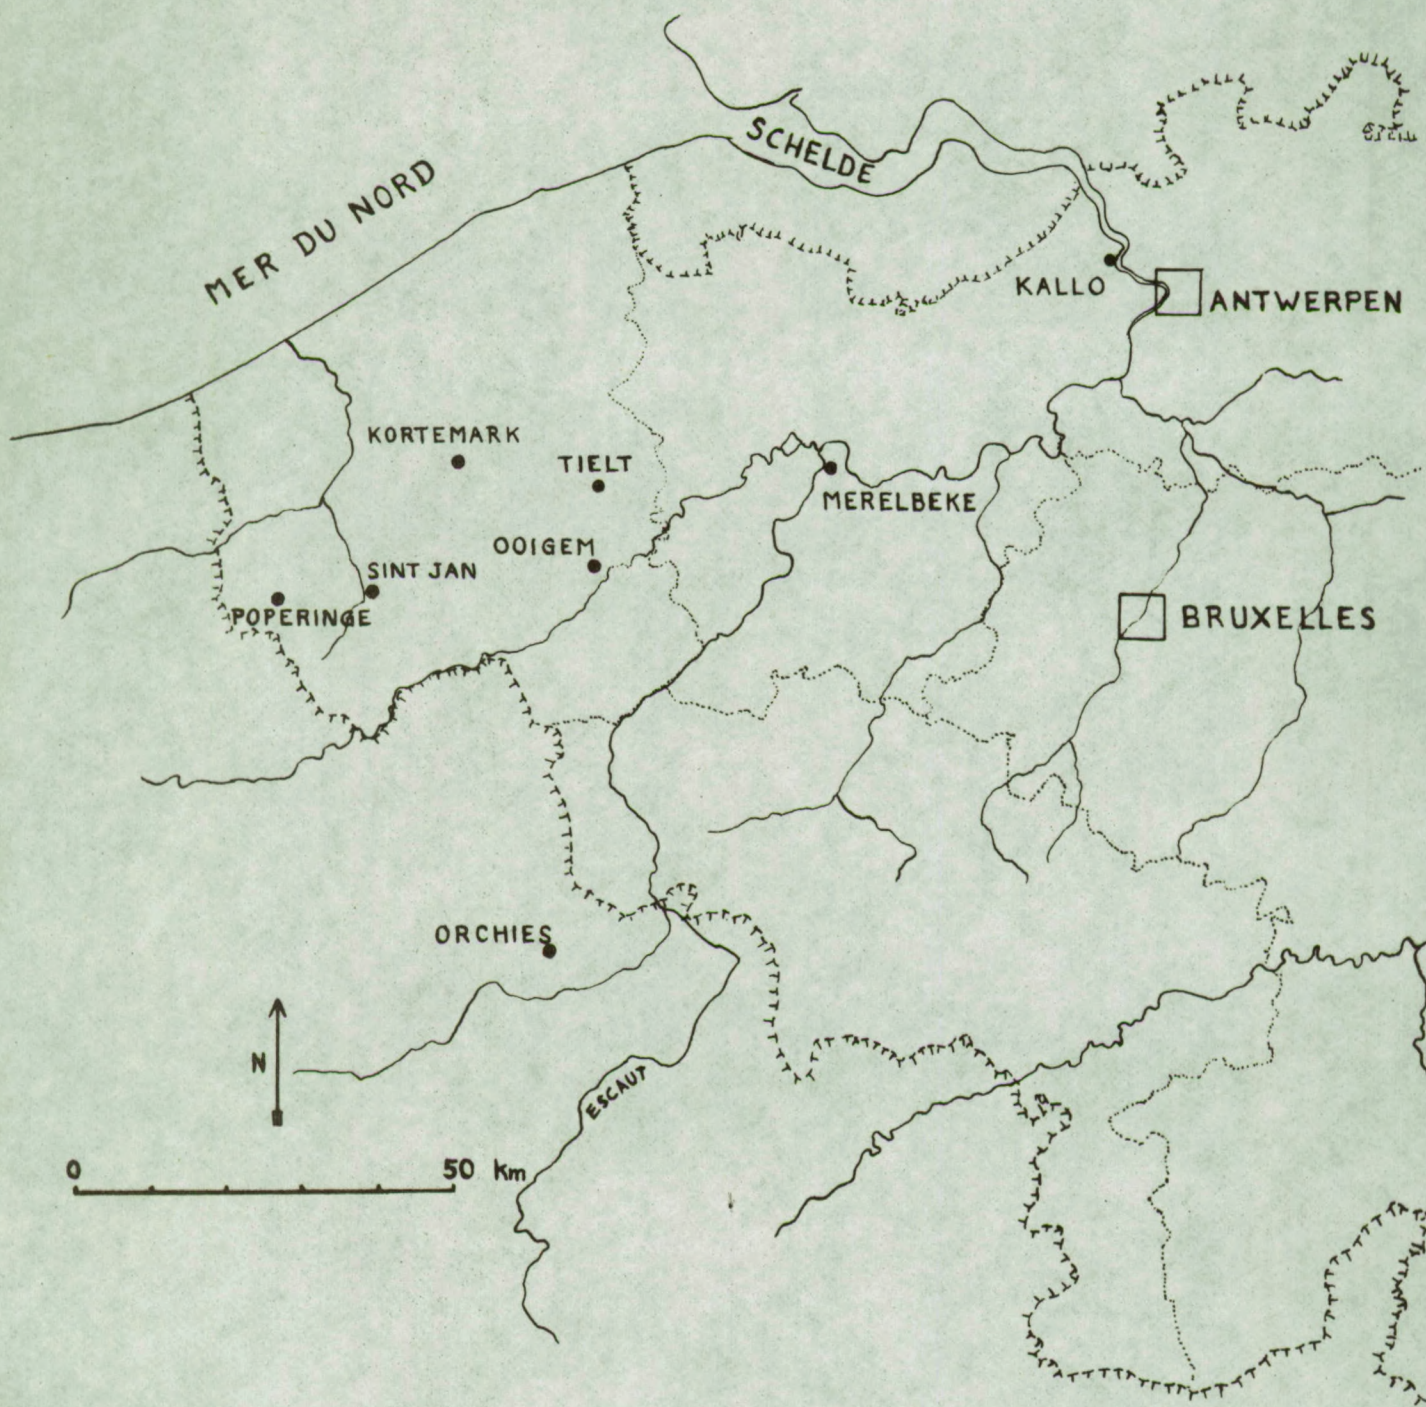 SCHELDE
MER DU NORD
KALLO
ANTWERPEN
KORTEMARK
TIELT
MERELBEKE
OOIGEM
SINT JAN
POPERINGE
BRUXELLES
ORCHIES
N
ESCAUT
0 50 Km